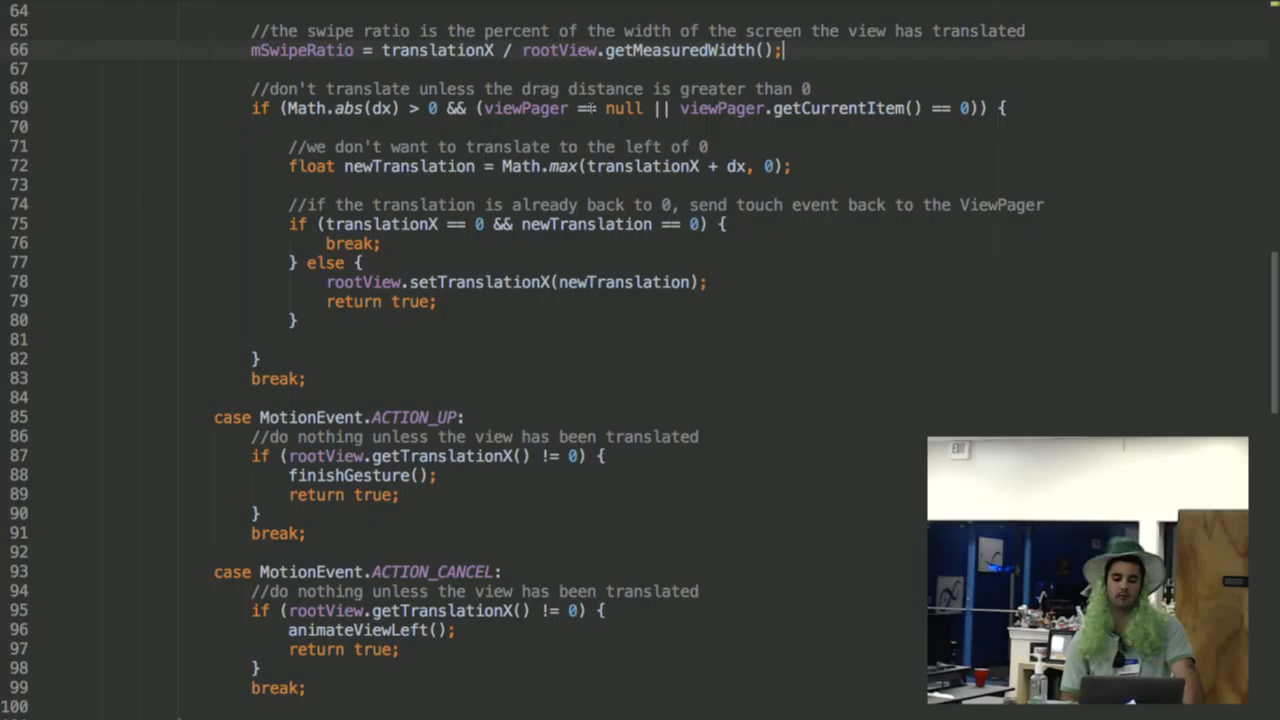 64
65 //the swipe ratio is the percent of the width of the screen the view has translated
66 mSwipeRatio = translationX / rootView.getMeasuredWidth();
67
68 //don't translate unless the drag distance is greater than 0
69 if (Math.abs(dx) > 0 && (viewPager == null || viewPager.getCurrentItem() == 0)) {
70
71 //we don't want to translate to the left of 0
72 float newTranslation = Math.max(translationX + dx, 0);
73
74 //if the translation is already back to 0, send touch event back to the ViewPager
75 if (translationX == 0 && newTranslation == 0) {
76 break;
77 } else {
78 rootView.setTranslationX(newTranslation);
79 return true;
80 }
81
82 }
83 break;
84
85 case MotionEvent.ACTION_UP:
86 //do nothing unless the view has been translated
87 if (rootView.getTranslationX() != 0) {
88 finishGesture();
89 return true;
90 }
91 break;
92
93 case MotionEvent.ACTION_CANCEL:
94 //do nothing unless the view has been translated
95 if (rootView.getTranslationX() != 0) {
96 animateViewLeft();
97 return true;
98 }
99 break;
100
EXIT